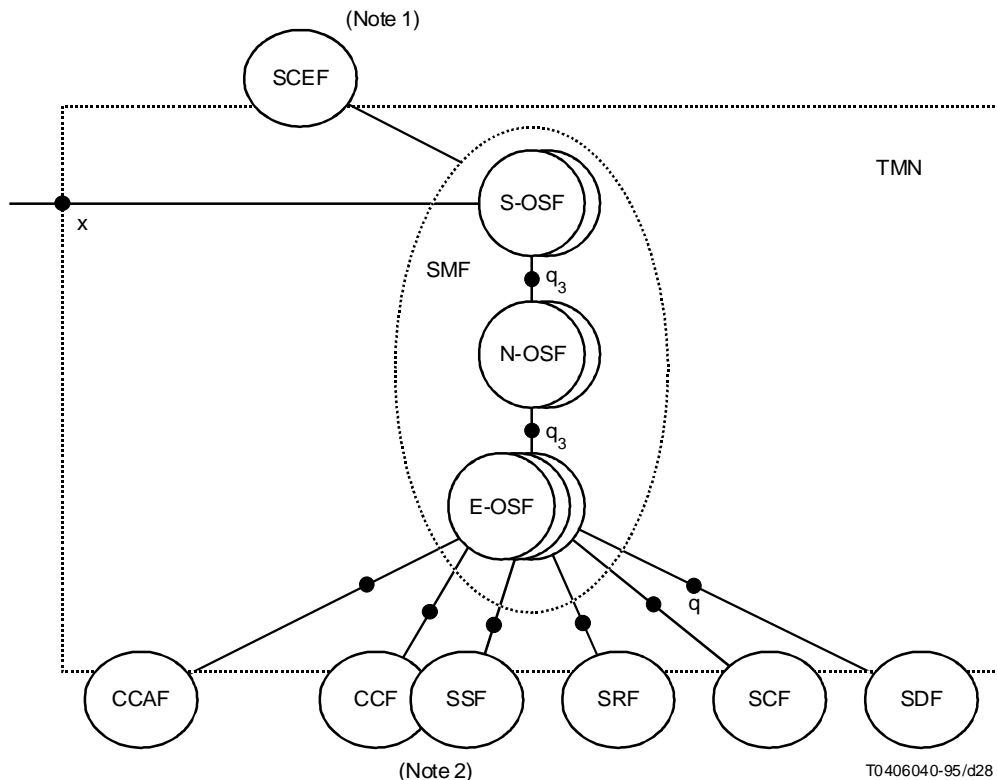 (Note 1)
SCEF
TMN
S-OSF
x
SMF
q3
N-OSF
q3
E-OSF
q
CCAF
CCF
SSF
SRF
SCF
SDF
(Note 2)
T0406040-95/d28